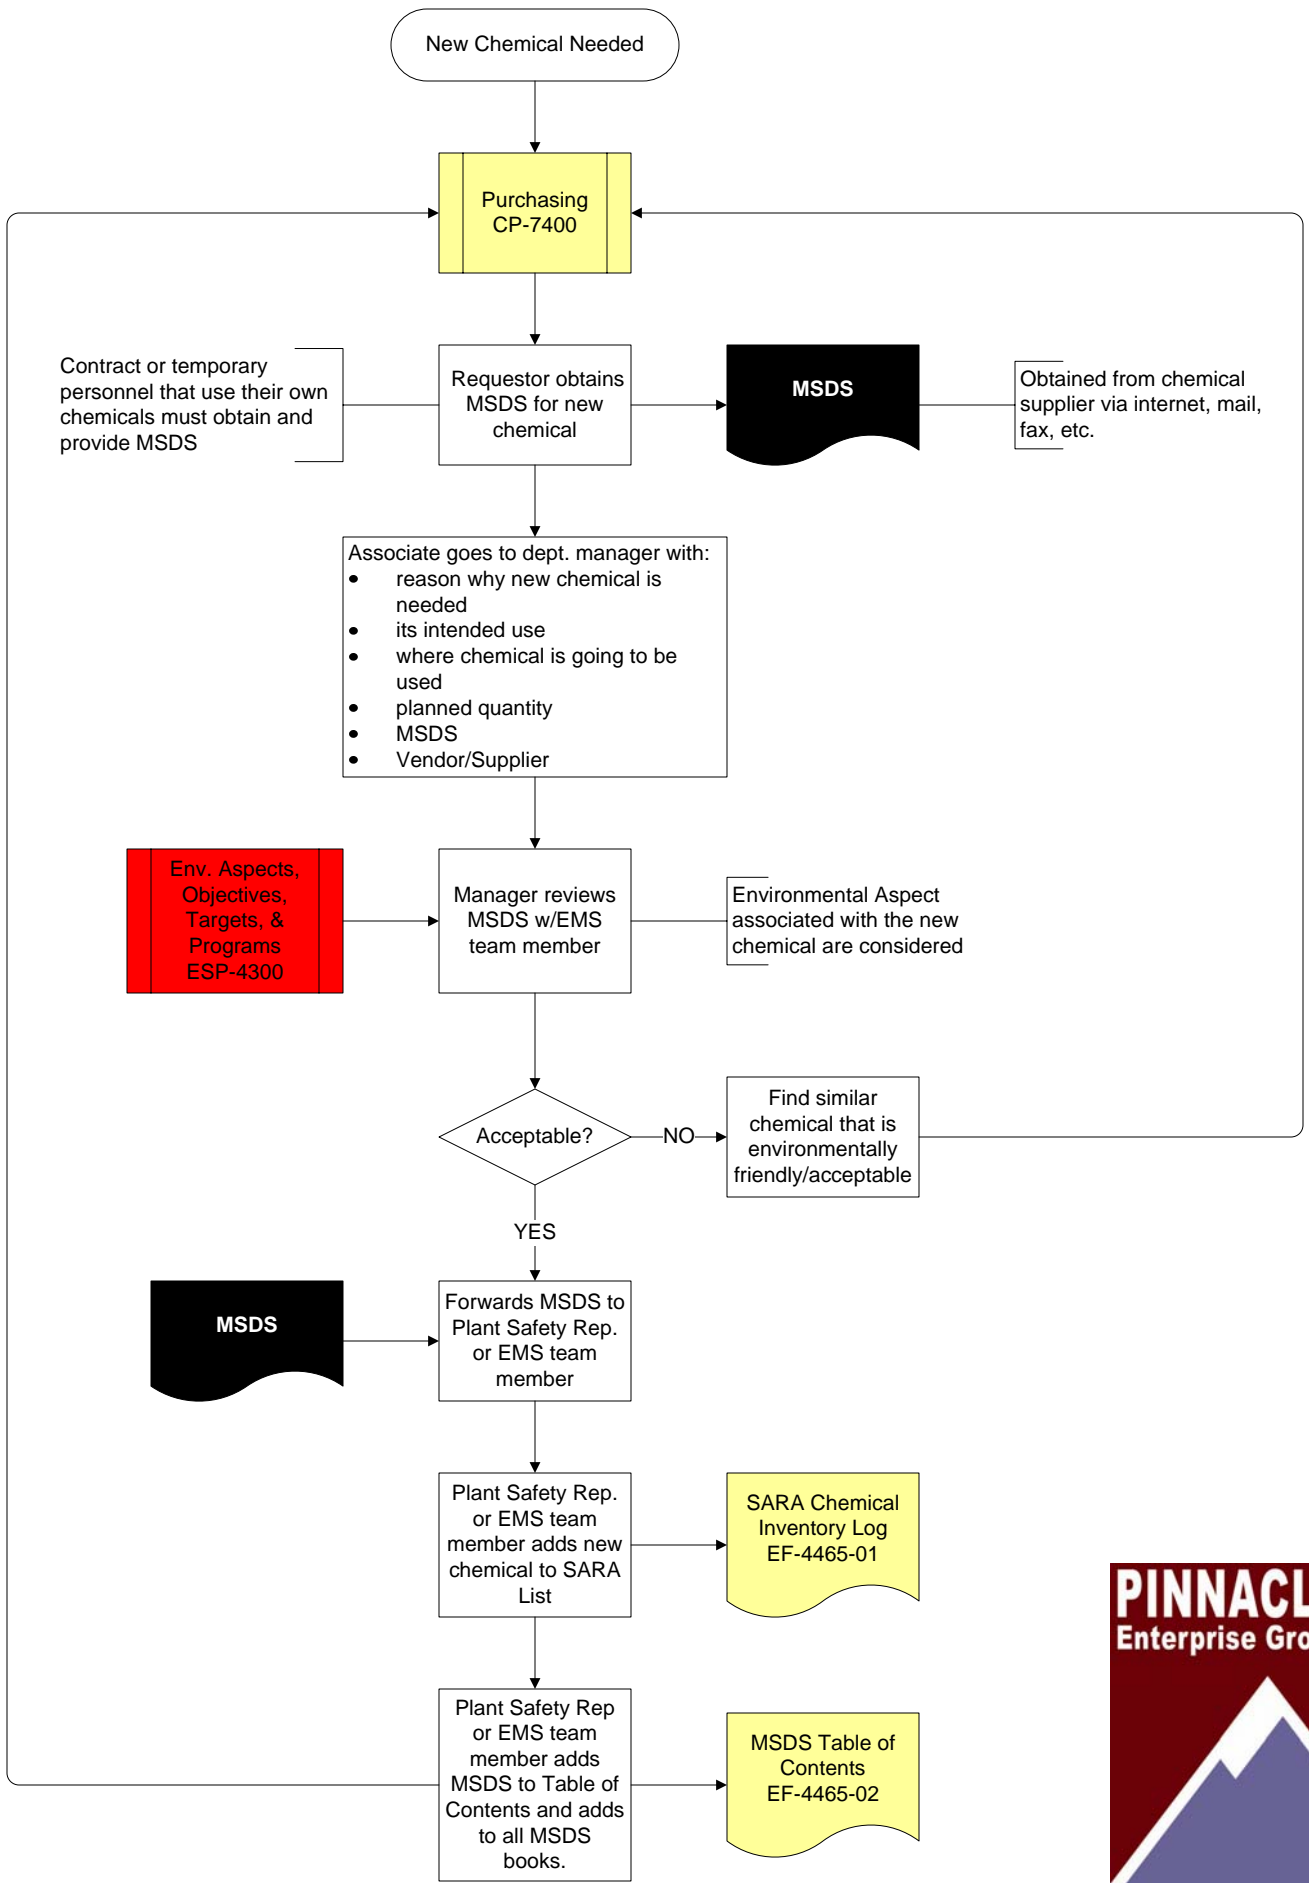 New Chemical Needed
Purchasing
CP-7400
Contract or temporary
personnel that use their own
chemicals must obtain and
provide MSDS
Requestor obtains
MSDS for new
chemical
MSDS
Obtained from chemical
supplier via internet, mail,
fax, etc.
Associate goes to dept. manager with:
• reason why new chemical is
needed
• its intended use
• where chemical is going to be
used
• planned quantity
• MSDS
• Vendor/Supplier
Env. Aspects,
Objectives,
Targets, &
Programs
ESP-4300
Manager reviews
MSDS w/EMS
team member
Environmental Aspect
associated with the new
chemical are considered
Acceptable?
NO
Find similar
chemical that is
environmentally
friendly/acceptable
YES
MSDS
Forwards MSDS to
Plant Safety Rep.
or EMS team
member
Plant Safety Rep.
or EMS team
member adds new
chemical to SARA
List
SARA Chemical
Inventory Log
EF-4465-01
Plant Safety Rep
or EMS team
member adds
MSDS to Table of
Contents and adds
to all MSDS
books.
MSDS Table of
Contents
EF-4465-02
PINNACL
Enterprise Gro